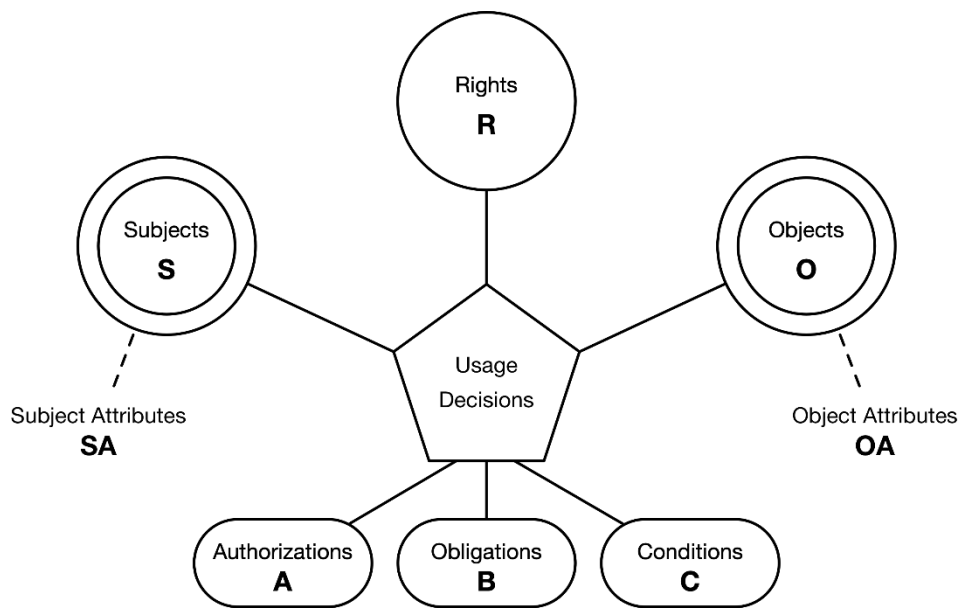 Rights
R
Subjects
S
Objects
O
Usage
Decisions
Subject Attributes
SA
Object Attributes
OA
Authorizations
A
Obligations
B
Conditions
C